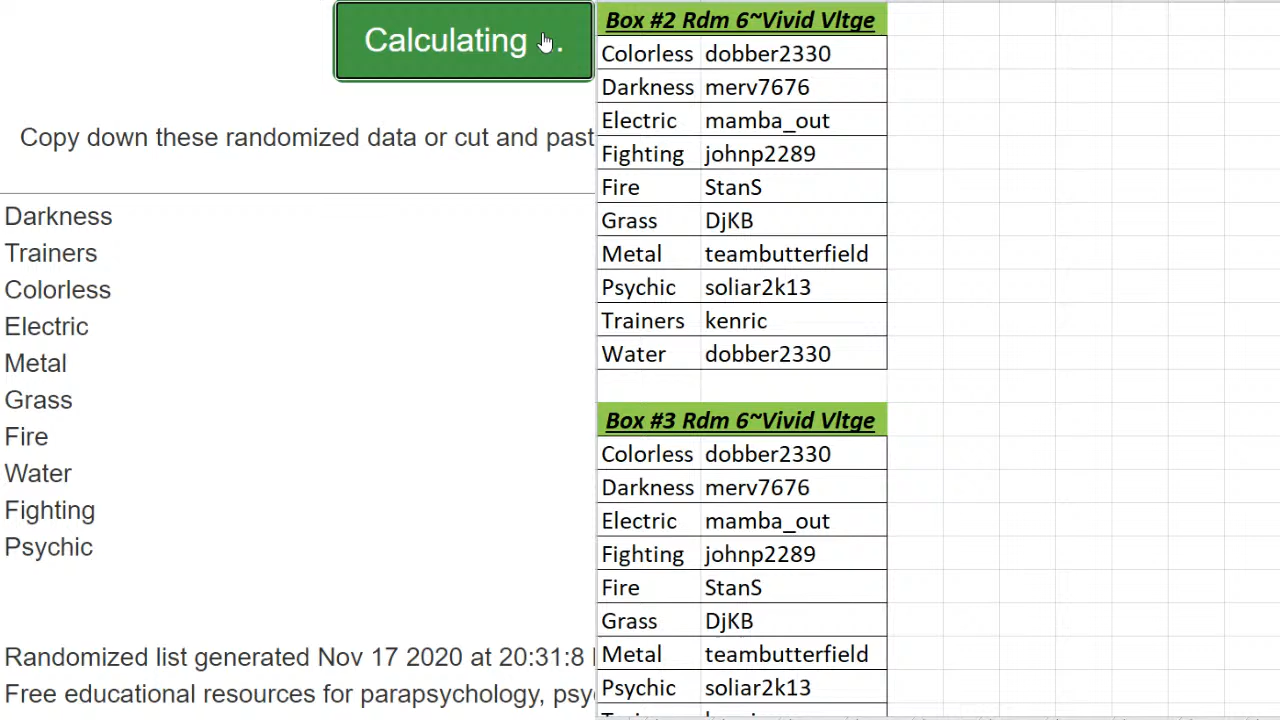 Calculating .
Copy down these randomized data or cut and past
Darkness
Trainers
Colorless
Electric
Metal
Grass
Fire
Water
Fighting
Psychic
Randomized list generated Nov 17 2020 at 20:31:8
Free educational resources for parapsychology, psy
Box #2 Rdm 6~Vivid Vltge
Colorless dobber2330
Darkness merv7676
Electric mamba_out
Fighting johnp2289
Fire StanS
Grass DjKB
Metal teambutterfield
Psychic soliar2k13
Trainers kenric
Water dobber2330
Box #3 Rdm 6~Vivid Vltge
Colorless dobber2330
Darkness merv7676
Electric mamba_out
Fighting johnp2289
Fire StanS
Grass DjKB
Metal teambutterfield
Psychic soliar2k13